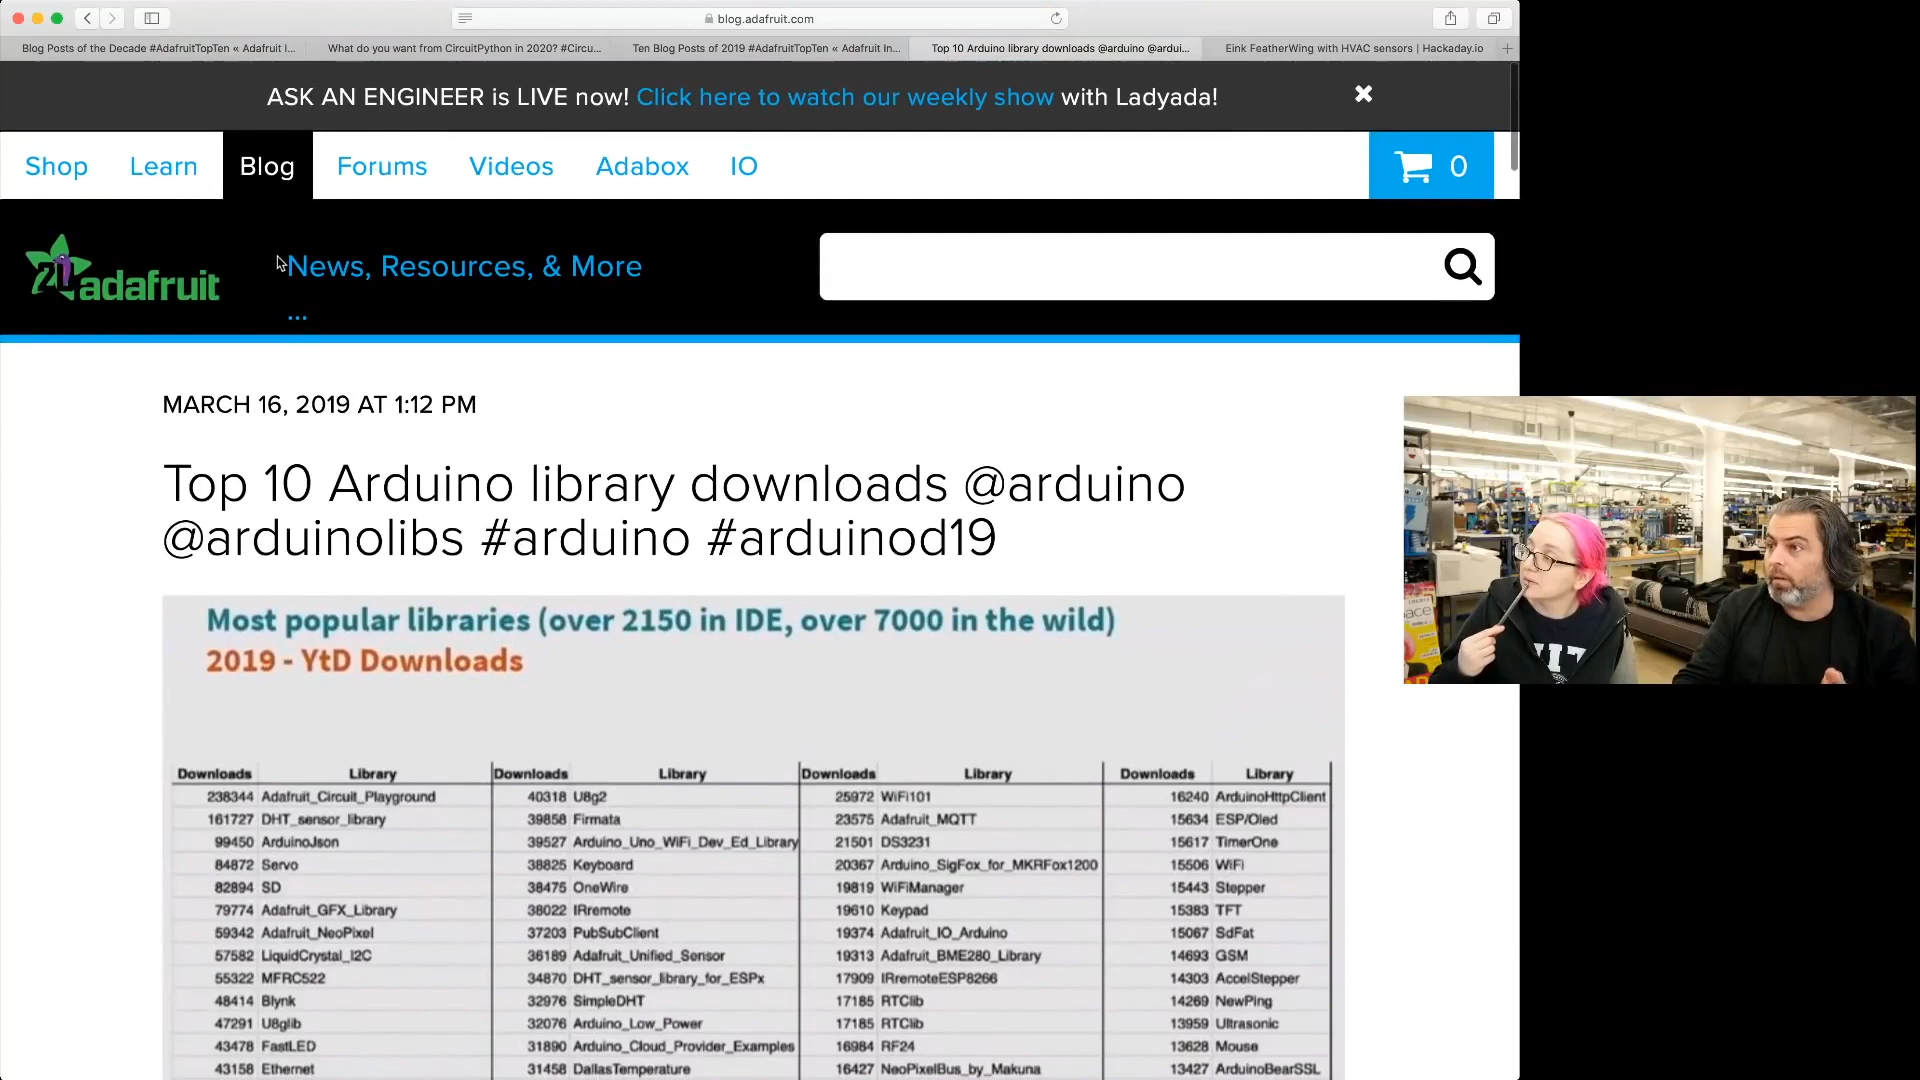 blog.adafruit.com
Blog Posts of the Decade #AdafruitTopTen « Adafruit I...
What do you want from CircuitPython in 2020? #Circu...
Ten Blog Posts of 2019 #AdafruitTopTen « Adafruit In...
Top 10 Arduino library downloads @arduino @ardui...
Eink FeatherWing with HVAC sensors | Hackaday.io
ASK AN ENGINEER is LIVE now! Click here to watch our weekly show with Ladyada!
Shop Learn Blog Forums Videos Adabox IO
0
adafruit
News, Resources, & More
...
MARCH 16, 2019 AT 1:12 PM
Top 10 Arduino library downloads @arduino
@arduinolibs #arduino #arduinod19
Most popular libraries (over 2150 in IDE, over 7000 in the wild)
2019 - YtD Downloads
Downloads Library Downloads Library Downloads Library Downloads Library
238344 Adafruit_Circuit_Playground 40318 U8g2 25972 WiFi101 16240 ArduinoHttpClient
161727 DHT_sensor_library 39858 Firmata 23575 Adafruit_MQTT 15634 ESP/Oled
99450 ArduinoJson 39527 Arduino_Uno_WiFi_Dev_Ed_Library 21501 DS3231 15617 TimerOne
84872 Servo 38825 Keyboard 20367 Arduino_SigFox_for_MKRFox1200 15506 WiFi
82894 SD 38475 OneWire 19819 WiFiManager 15443 Stepper
79774 Adafruit_GFX_Library 38022 IRremote 19610 Keypad 15383 TFT
59342 Adafruit_NeoPixel 37203 PubSubClient 19374 Adafruit_IO_Arduino 15067 SdFat
57582 LiquidCrystal_I2C 36189 Adafruit_Unified_Sensor 19313 Adafruit_BME280_Library 14693 GSM
55322 MFRC522 34870 DHT_sensor_library_for_ESPx 17909 IRremoteESP8266 14303 AccelStepper
48414 Blynk 32976 SimpleDHT 17185 RTClib 14269 NewPing
47291 U8glib 32076 Arduino_Low_Power 17185 RTClib 13959 Ultrasonic
43478 FastLED 31890 Arduino_Cloud_Provider_Examples 16984 RF24 13628 Mouse
43158 Ethernet 31458 DallasTemperature 16427 NeoPixelBus_by_Makuna 13427 ArduinoBearSSL